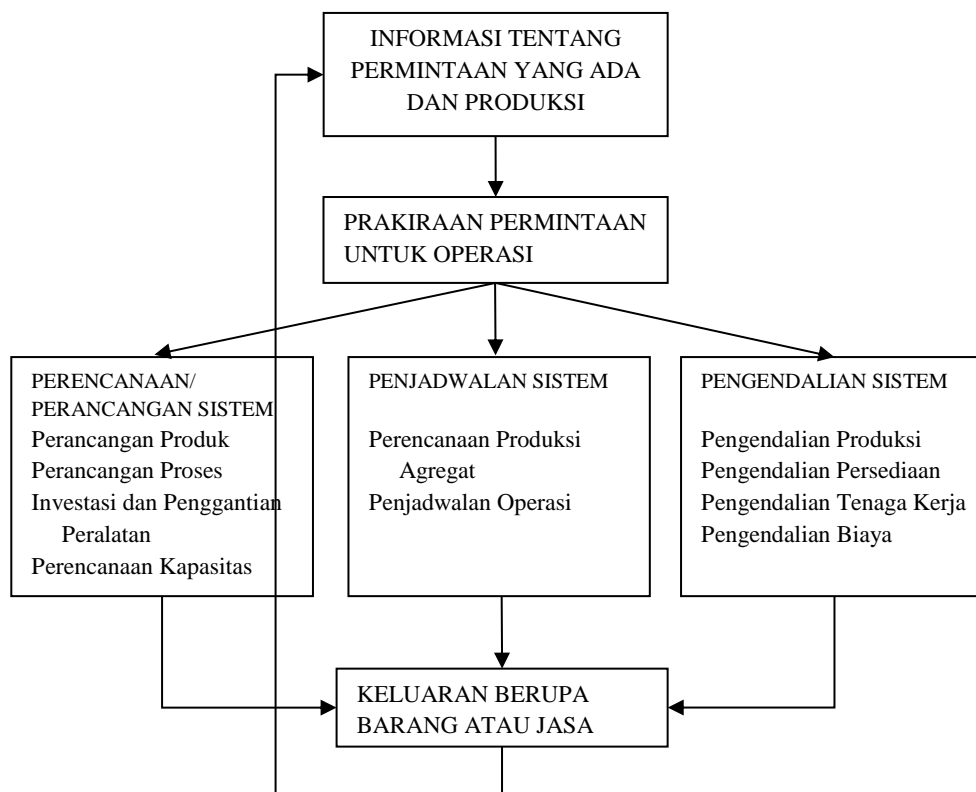 INFORMASI TENTANG
PERMINTAAN YANG ADA
DAN PRODUKSI
PRAKIRAAN PERMINTAAN
UNTUK OPERASI
PERENCANAAN/
PERANCANGAN SISTEM
Perancangan Produk
Perancangan Proses
Investasi dan Penggantian
Peralatan
Perencanaan Kapasitas
PENJADWALAN SISTEM
Perencanaan Produksi
Agregat
Penjadwalan Operasi
PENGENDALIAN SISTEM
Pengendalian Produksi
Pengendalian Persediaan
Pengendalian Tenaga Kerja
Pengendalian Biaya
KELUARAN BERUPA
BARANG ATAU JASA